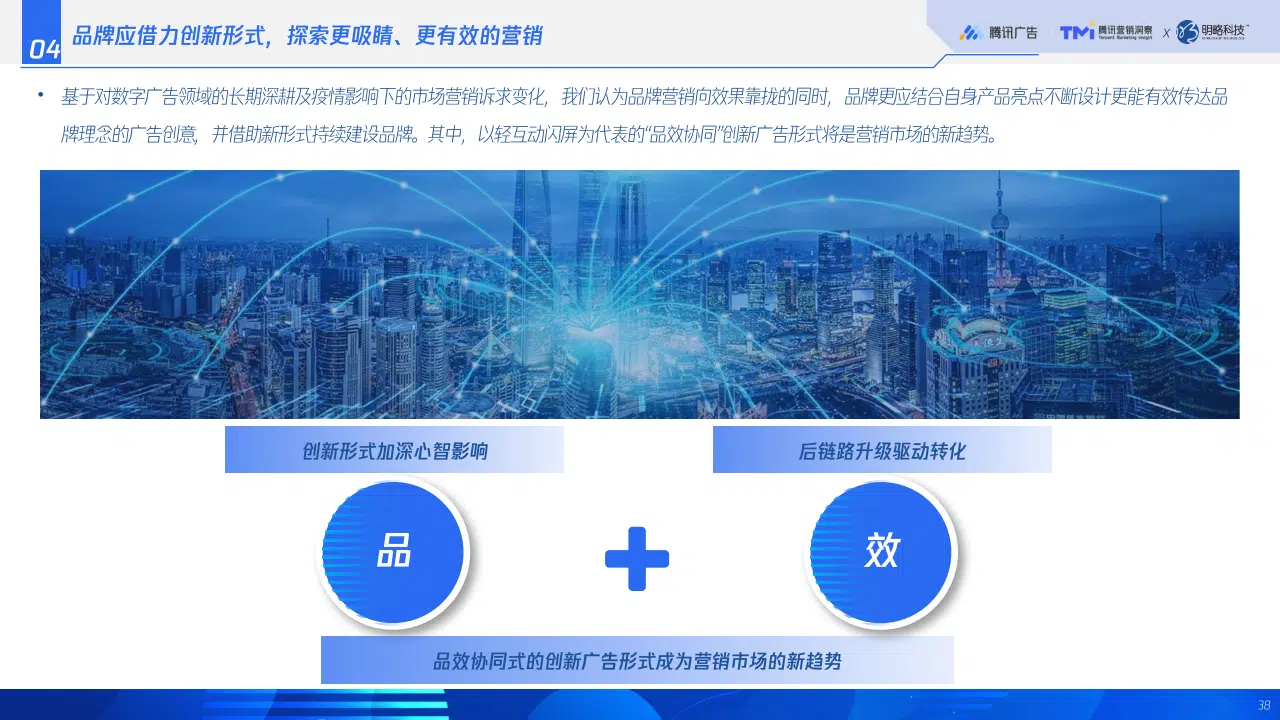 04
品牌应借力创新形式，探索更吸睛、更有效的营销
腾讯广告
TMI 腾讯营销洞察
Tencent Marketing Insight
X
明略科技
• 基于对数字广告领域的长期深耕及疫情影响下的市场营销诉求变化，我们认为品牌营销向效果靠拢的同时，品牌更应结合自身产品亮点不断设计更能有效传达品
牌理念的广告创意，并借助新形式持续建设品牌。其中，以轻互动闪屏为代表的“品效协同”创新广告形式将是营销市场的新趋势。
创新形式加深心智影响
后链路升级驱动转化
品
效
品效协同式的创新广告形式成为营销市场的新趋势
38